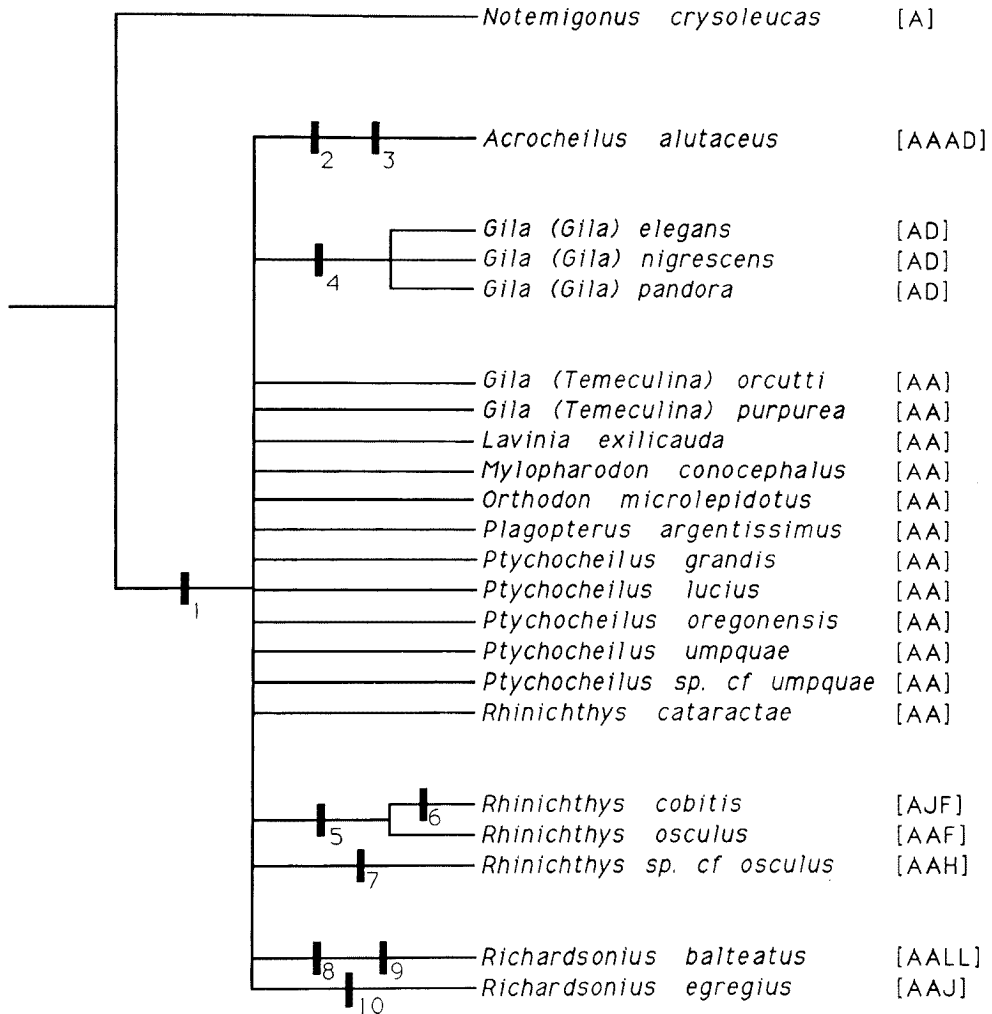 Notemigonus crysoleucas [A]
Acrocheilus alutaceus [AAAD]
2 3
Gila (Gila) elegans [AD]
Gila (Gila) nigrescens [AD]
4
Gila (Gila) pandora [AD]
Gila (Temeculina) orcutti [AA]
Gila (Temeculina) purpurea [AA]
Lavinia exilicauda [AA]
Mylopharodon conocephalus [AA]
Orthodon microlepidotus [AA]
Plagopterus argentissimus [AA]
Ptychocheilus grandis [AA]
Ptychocheilus lucius [AA]
1
Ptychocheilus oregonensis [AA]
Ptychocheilus umpquae [AA]
Ptychocheilus sp. cf umpquae [AA]
Rhinichthys cataractae [AA]
Rhinichthys cobitis [AJF]
6
5
Rhinichthys osculus [AAF]
Rhinichthys sp. cf osculus [AAH]
7
Richardsonius balteatus [AALL]
8 9
Richardsonius egregius [AAJ]
10